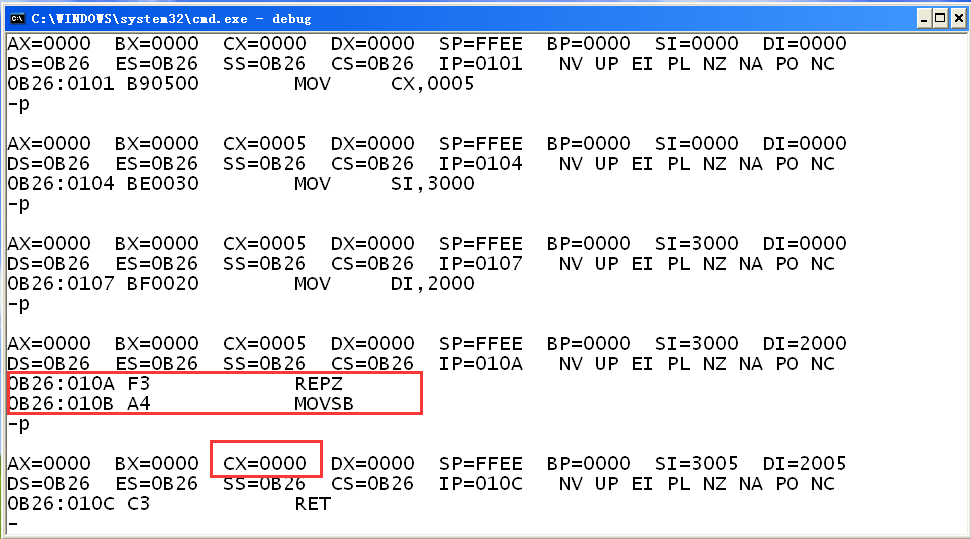 C:\WINDOWS\system32\cmd.exe - debug
AX=0000  BX=0000  CX=0000  DX=0000  SP=FFEE  BP=0000  SI=0000  DI=0000
DS=0B26  ES=0B26  SS=0B26  CS=0B26  IP=0101   NV UP EI PL NZ NA PO NC
0B26:0101 B90500        MOV     CX,0005
-p
AX=0000  BX=0000  CX=0005  DX=0000  SP=FFEE  BP=0000  SI=0000  DI=0000
DS=0B26  ES=0B26  SS=0B26  CS=0B26  IP=0104   NV UP EI PL NZ NA PO NC
0B26:0104 BE0030        MOV     SI,3000
-p
AX=0000  BX=0000  CX=0005  DX=0000  SP=FFEE  BP=0000  SI=3000  DI=0000
DS=0B26  ES=0B26  SS=0B26  CS=0B26  IP=0107   NV UP EI PL NZ NA PO NC
0B26:0107 BF0020        MOV     DI,2000
-p
AX=0000  BX=0000  CX=0005  DX=0000  SP=FFEE  BP=0000  SI=3000  DI=2000
DS=0B26  ES=0B26  SS=0B26  CS=0B26  IP=010A   NV UP EI PL NZ NA PO NC
0B26:010A F3            REPZ
0B26:010B A4            MOVSB
-p
AX=0000  BX=0000  CX=0000  DX=0000  SP=FFEE  BP=0000  SI=3005  DI=2005
DS=0B26  ES=0B26  SS=0B26  CS=0B26  IP=010C   NV UP EI PL NZ NA PO NC
0B26:010C C3            RET
-